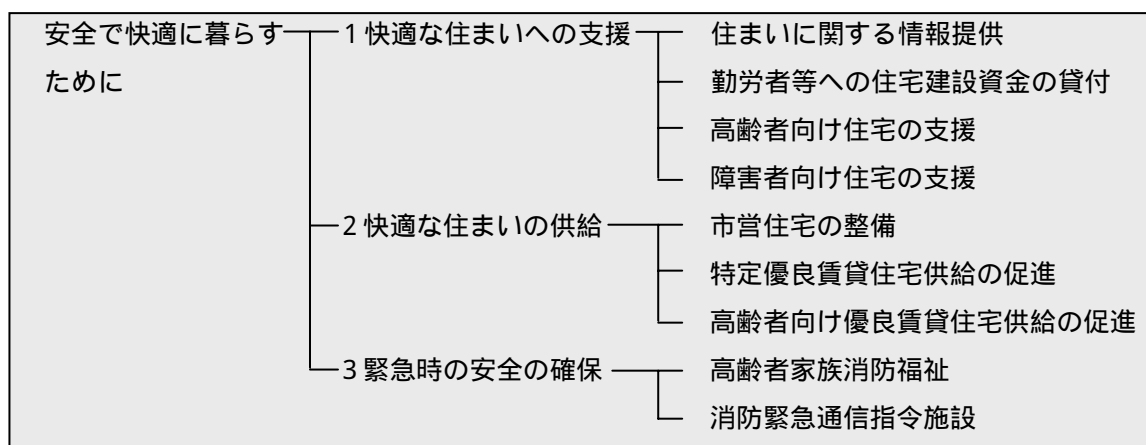 安全で快適に暮らす 1 快適な住まいへの支援 住まいに関する情報提供
ために 勤労者等への住宅建設資金の貸付
高齢者向け住宅の支援
障害者向け住宅の支援
2 快適な住まいの供給 市営住宅の整備
特定優良賃貸住宅供給の促進
高齢者向け優良賃貸住宅供給の促進
3 緊急時の安全の確保 高齢者家族消防福祉
消防緊急通信指令施設